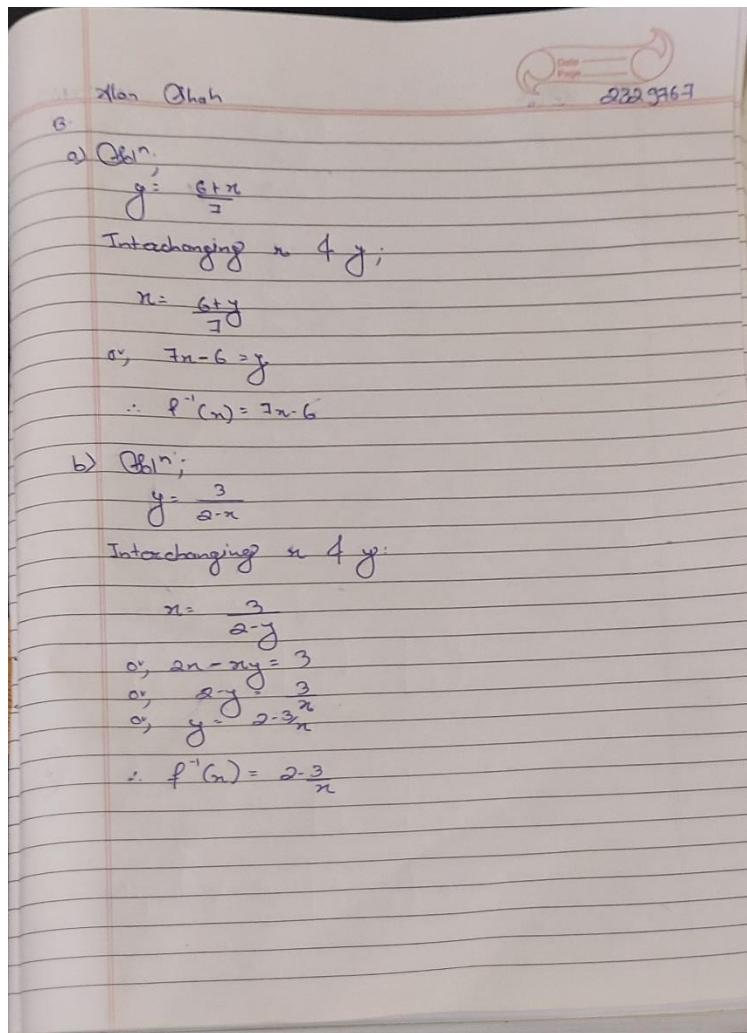 Date
Page
Alan Shah 2329767
B.
a) Solⁿ;
y = (6+x)/7
Interchanging x & y;
x = (6+y)/7
or, 7x-6 = y
∴ f⁻¹(x) = 7x-6
b) Solⁿ;
y = 3/(2-x)
Interchanging x & y.
x = 3/(2-y)
or, 2x - xy = 3
or, 2-y = 3/x
or, y = 2-3/x
∴ f⁻¹(x) = 2-3/x